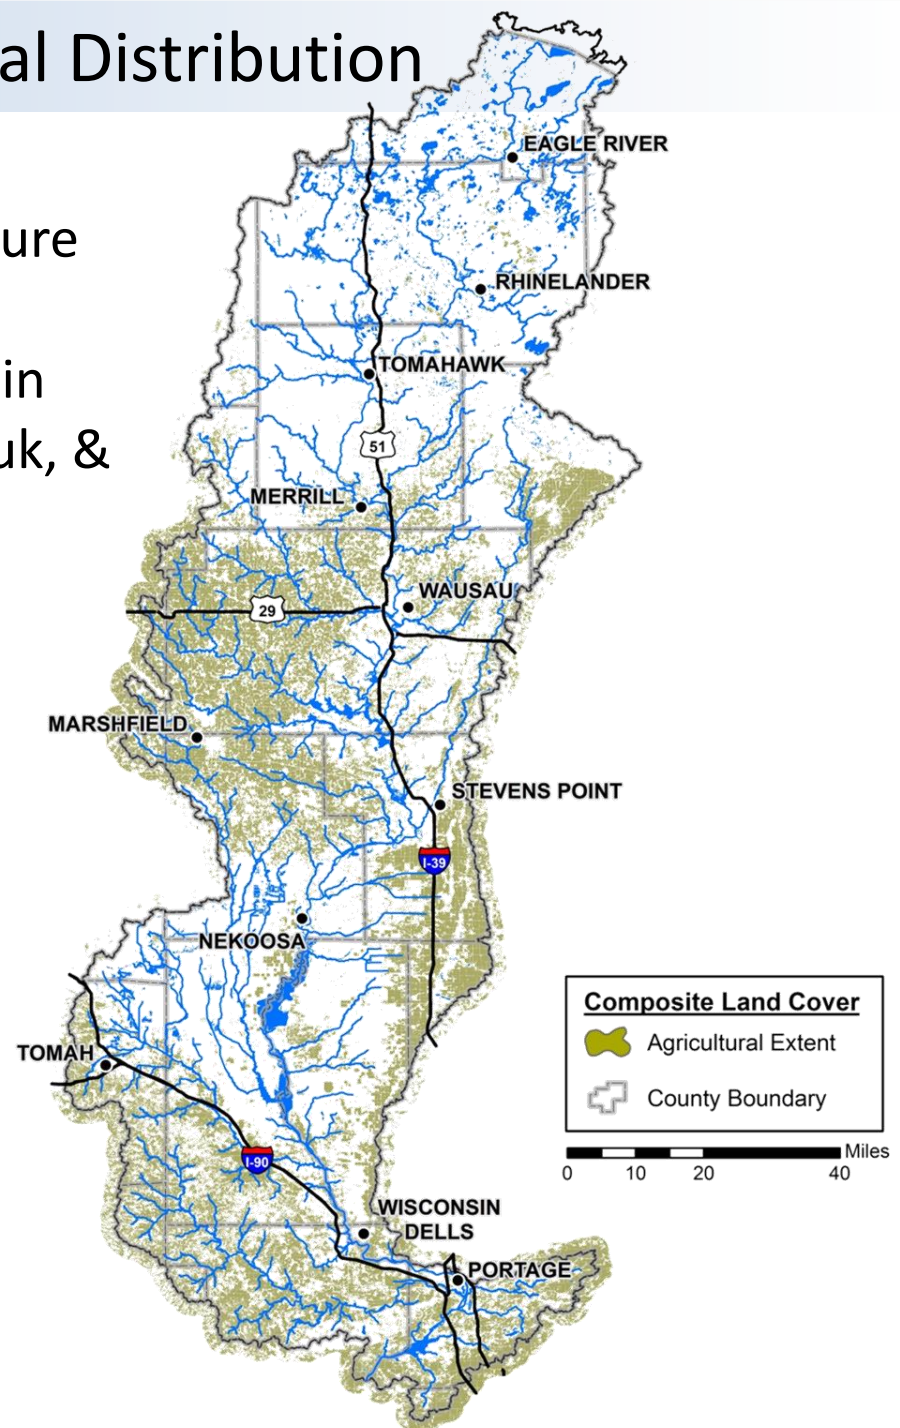 al Distribution
ure
in
uk, &
EAGLE RIVER
RHINELANDER
TOMAHAWK
51
MERRILL
WAUSAU
29
MARSHFIELD
STEVENS POINT
I-39
NEKOOSA
TOMAH
I-90
WISCONSIN
DELLS
PORTAGE
Composite Land Cover
Agricultural Extent
County Boundary
Miles
0 10 20 40